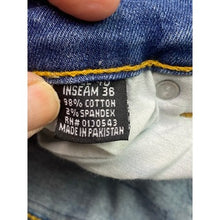 INSEAM 36
98% COTTON
2% SPANDEX
RN# 0130543
MADE IN PAKISTAN